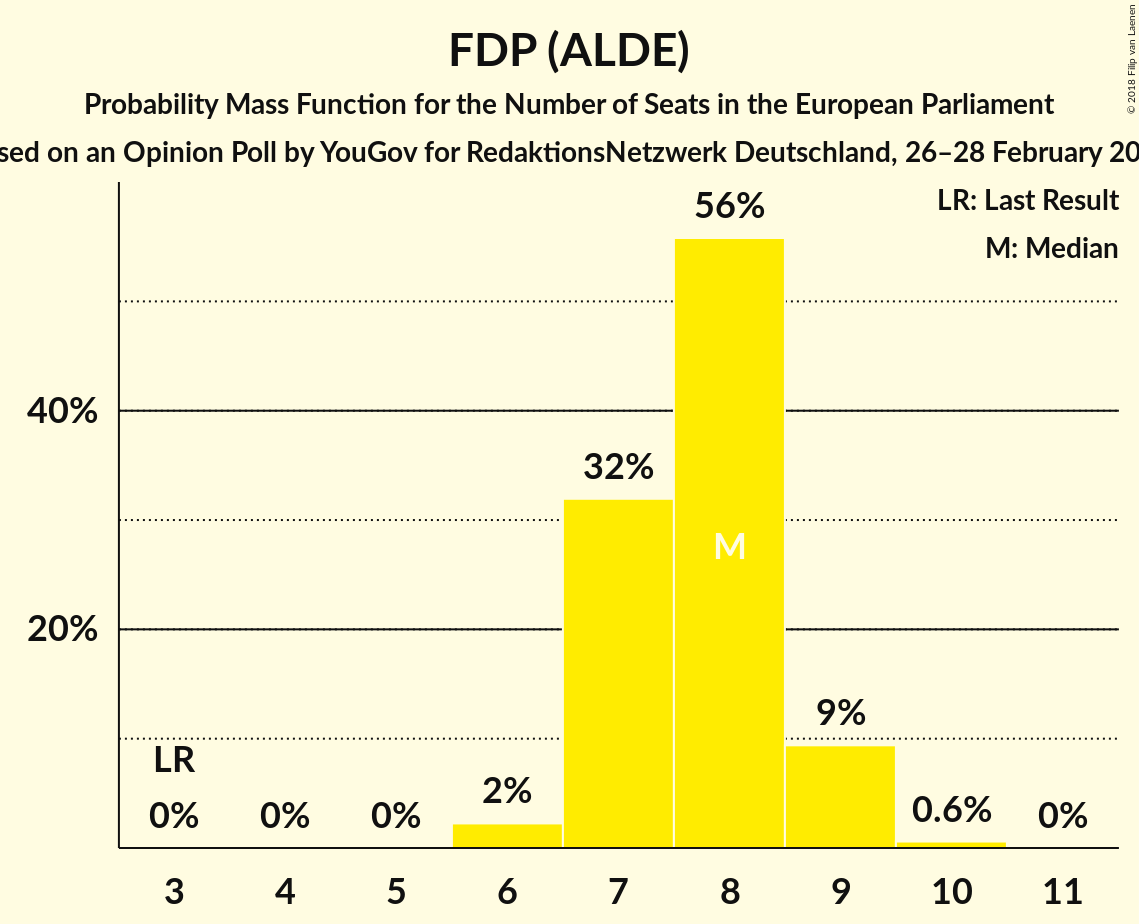 FDP (ALDE)
Probability Mass Function for the Number of Seats in the European Parliament
on an Opinion Poll by YouGov for RedaktionsNetzwerk Deutschland, 26–28 February
© 2018 Filip van Laenen
LR: Last Result
M: Median
56%
40%
32%
M
20%
9%
LR
2%
0% 0% 0% 0.6% 0%
3 4 5 6 7 8 9 10 11